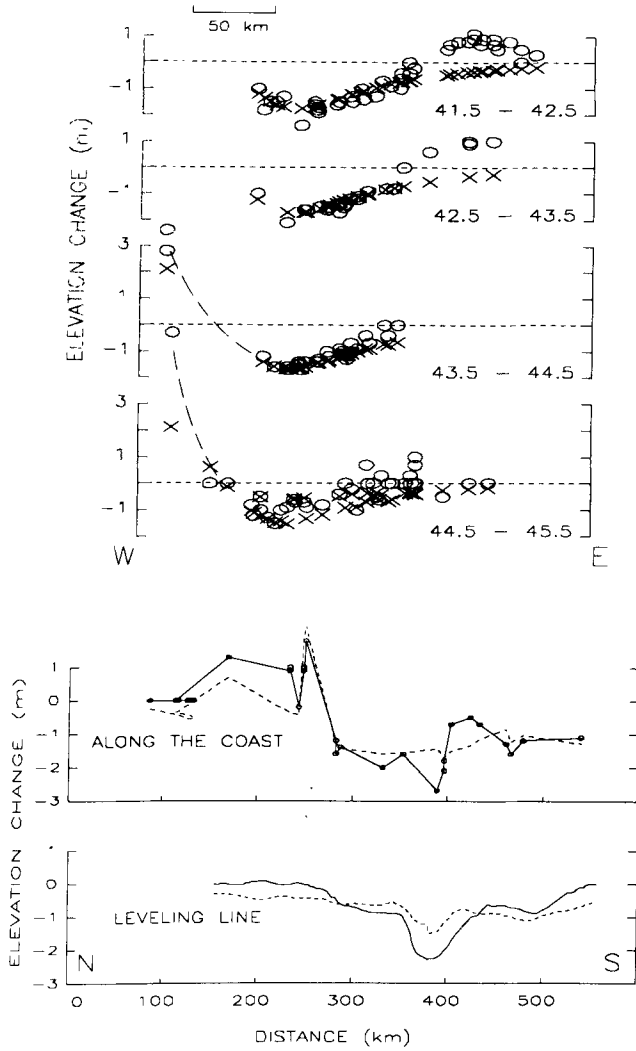 50 km
ELEVATION CHANGE (m)
1
-1
41.5 - 42.5
1
-1
42.5 - 43.5
3
1
-1
43.5 - 44.5
3
1
-1
44.5 - 45.5
W
E
ELEVATION CHANGE (m)
1
0
-1
-2
-3
ALONG THE COAST
0
-1
-2
-3
LEVELING LINE
N
S
0
100
200
300
400
500
DISTANCE (km)